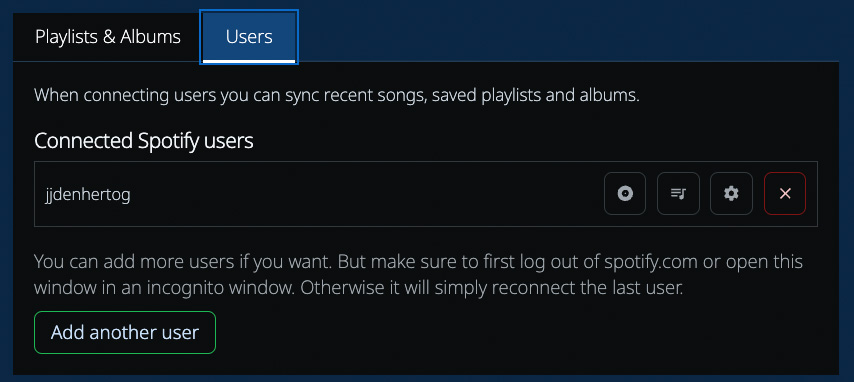 Playlists & Albums
Users
When connecting users you can sync recent songs, saved playlists and albums.
Connected Spotify users
jjdenhertog
You can add more users if you want. But make sure to first log out of spotify.com or open this
window in an incognito window. Otherwise it will simply reconnect the last user.
Add another user